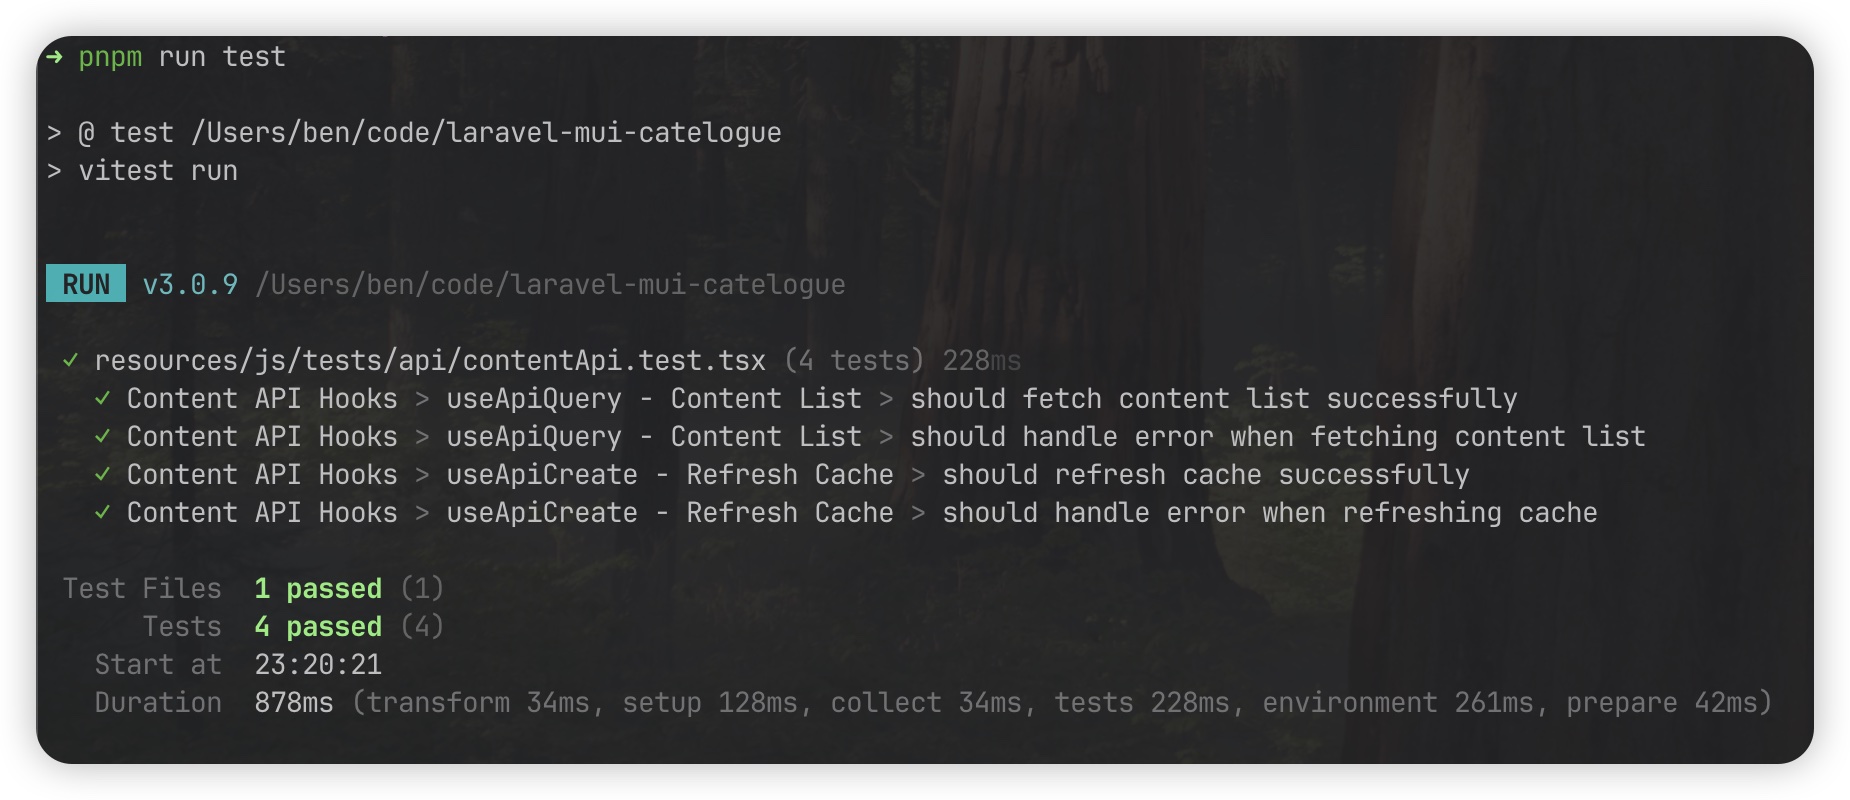 → pnpm run test
> @ test /Users/ben/code/laravel-mui-catelogue
> vitest run
RUN v3.0.9 /Users/ben/code/laravel-mui-catelogue
✓ resources/js/tests/api/contentApi.test.tsx (4 tests) 228ms
✓ Content API Hooks > useApiQuery - Content List > should fetch content list successfully
✓ Content API Hooks > useApiQuery - Content List > should handle error when fetching content list
✓ Content API Hooks > useApiCreate - Refresh Cache > should refresh cache successfully
✓ Content API Hooks > useApiCreate - Refresh Cache > should handle error when refreshing cache
Test Files 1 passed (1)
Tests 4 passed (4)
Start at 23:20:21
Duration 878ms (transform 34ms, setup 128ms, collect 34ms, tests 228ms, environment 261ms, prepare 42ms)